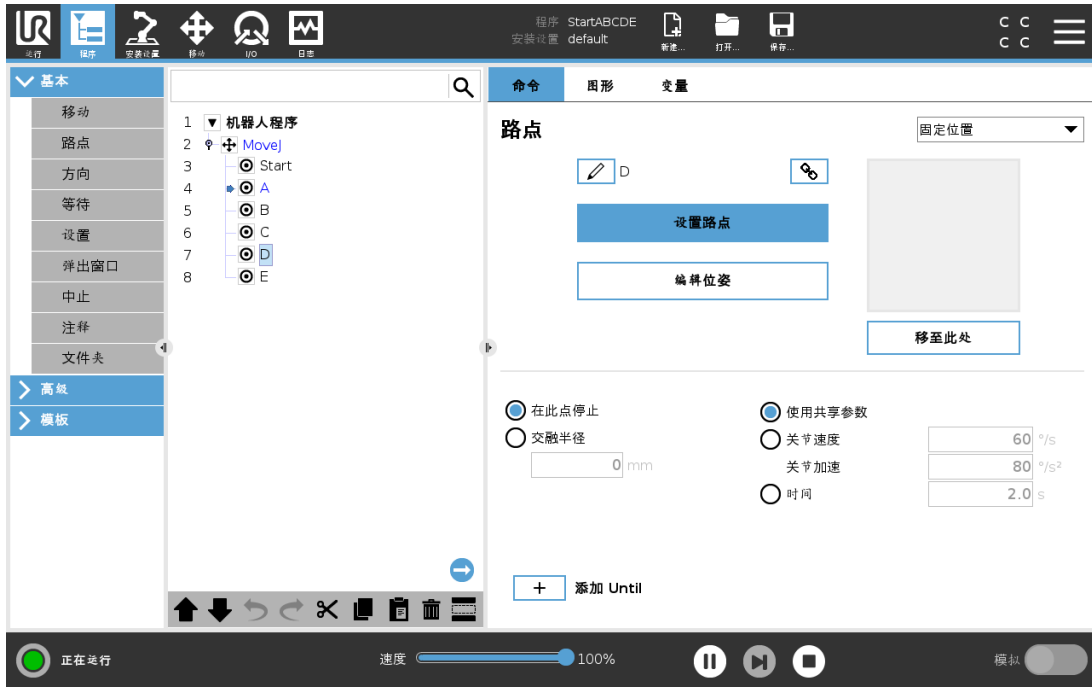 UR
程序 StartABCDE
安装设置 default
C C
C C
运行 程序 安装设置 移动 I/O 日志 新建... 打开... 保存...
基本
移动
路点
方向
等待
设置
弹出窗口
中止
注释
文件夹
高级
模板
1 机器人程序
2 MoveJ
3 Start
4 A
5 B
6 C
7 D
8 E
命令 图形 变量
路点
固定位置
D
设置路点
编辑位姿
移至此处
在此点停止
交融半径
0 mm
使用共享参数
关节速度 60 °/s
关节加速 80 °/s²
时间 2.0 s
+ 添加 Until
正在运行
速度 100%
模拟